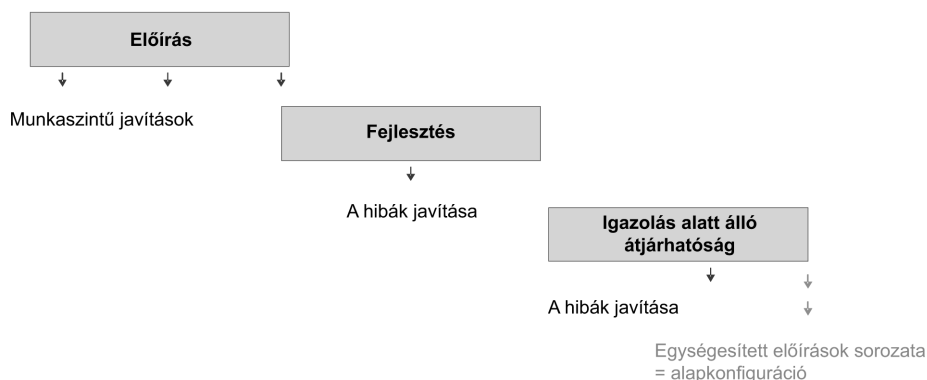 Előírás
Munkaszintű javítások
Fejlesztés
A hibák javítása
Igazolás alatt álló
átjárhatóság
A hibák javítása
Egységesített előírások sorozata
= alapkonfiguráció